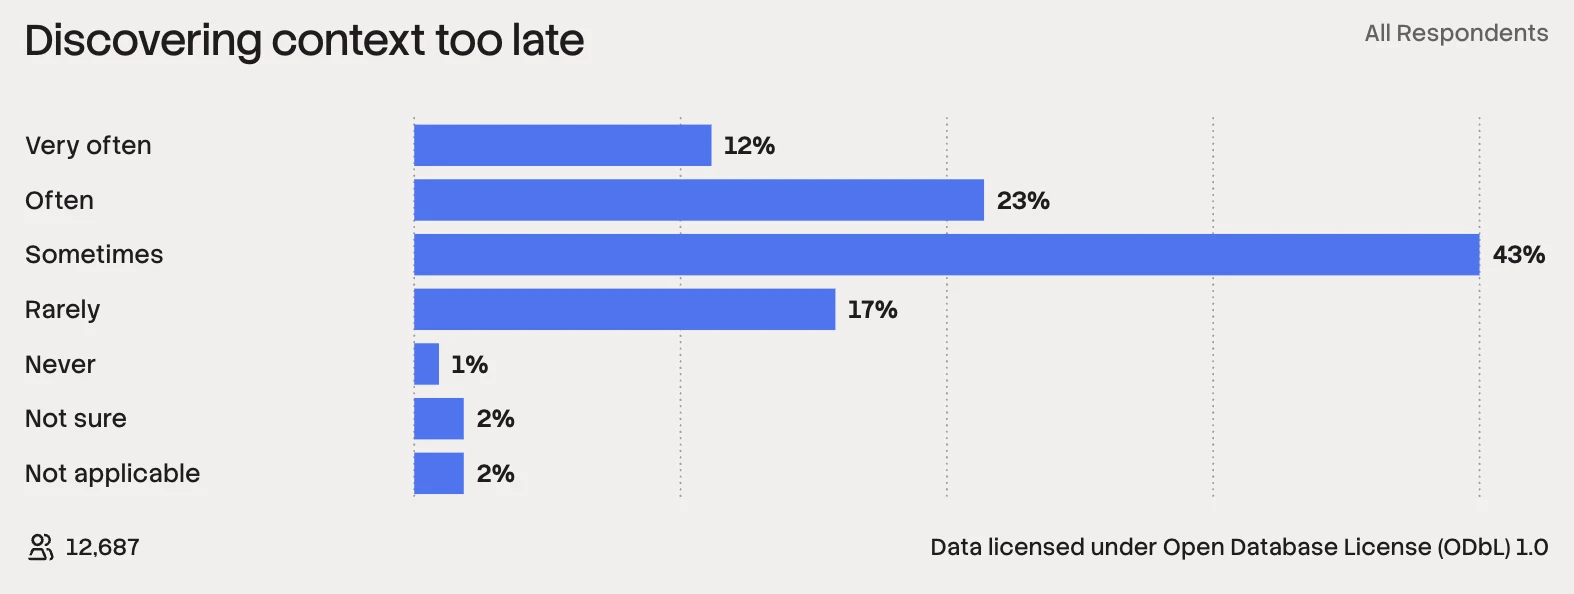 Discovering context too late
All Respondents
Very often 12%
Often 23%
Sometimes 43%
Rarely 17%
Never 1%
Not sure 2%
Not applicable 2%
12,687
Data licensed under Open Database License (ODbL) 1.0